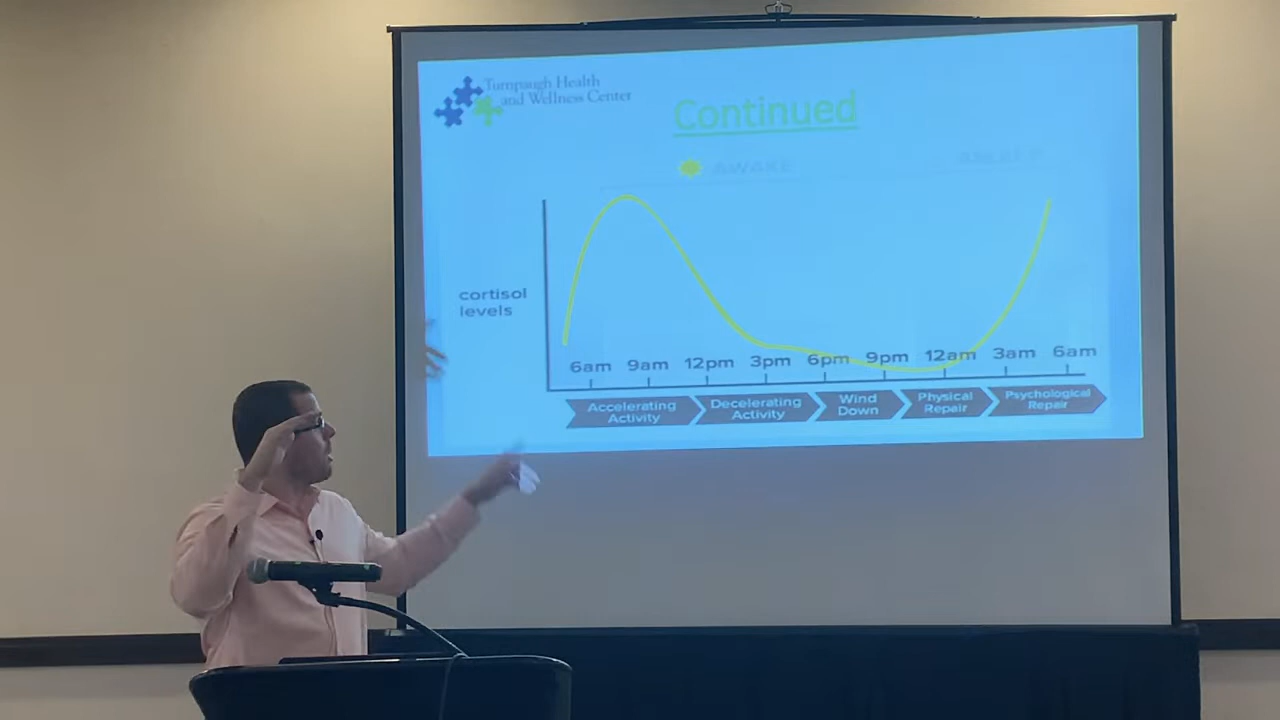 Turnpaugh Health
and Wellness Center
Continued
AWAKE
cortisol
levels
6am 9am 12pm 3pm 6pm 9pm 12am 3am 6am
Accelerating
Activity
Decelerating
Activity
Wind
Down
Physical
Repair
Psychological
Repair